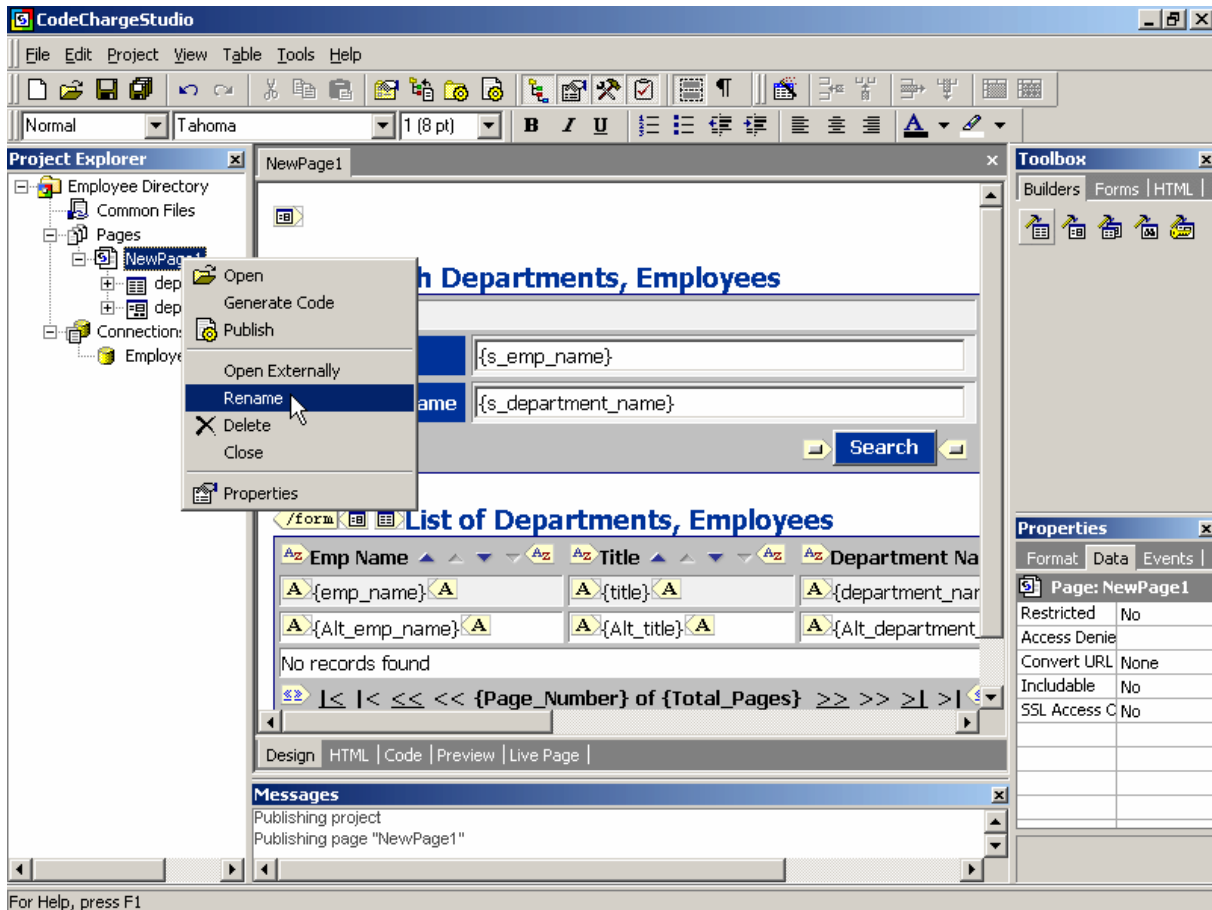 CodeChargeStudio
File Edit Project View Table Tools Help
Normal Tahoma 1 (8 pt) B I U A
Project Explorer
Employee Directory
Common Files
Pages
NewPage1
dep
dep
Connection
Employe
Open
Generate Code
Publish
Open Externally
Rename
Delete
Close
Properties
NewPage1
h Departments, Employees
{s_emp_name}
ame {s_department_name}
Search
/form List of Departments, Employees
Emp Name Title Department Na
A {emp_name} A A {title} A A {department_nar
A {Alt_emp_name} A A {Alt_title} A A {Alt_department_
No records found
|< |< << << {Page_Number} of {Total_Pages} >> >> >| >|
Design HTML Code Preview Live Page
Messages
Publishing project
Publishing page "NewPage1"
Toolbox
Builders Forms HTML
Properties
Format Data Events
Page: NewPage1
Restricted No
Access Denie
Convert URL None
Includable No
SSL Access C No
For Help, press F1